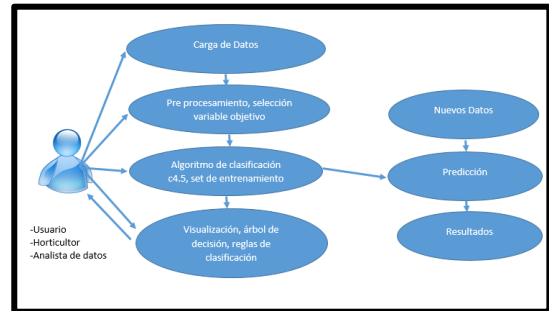 Carga de Datos
Pre procesamiento, selección
variable objetivo
Algoritmo de clasificación
c4.5, set de entrenamiento
Visualización, árbol de
decisión, reglas de
clasificación
-Usuario
-Horticultor
-Analista de datos
Nuevos Datos
Predicción
Resultados